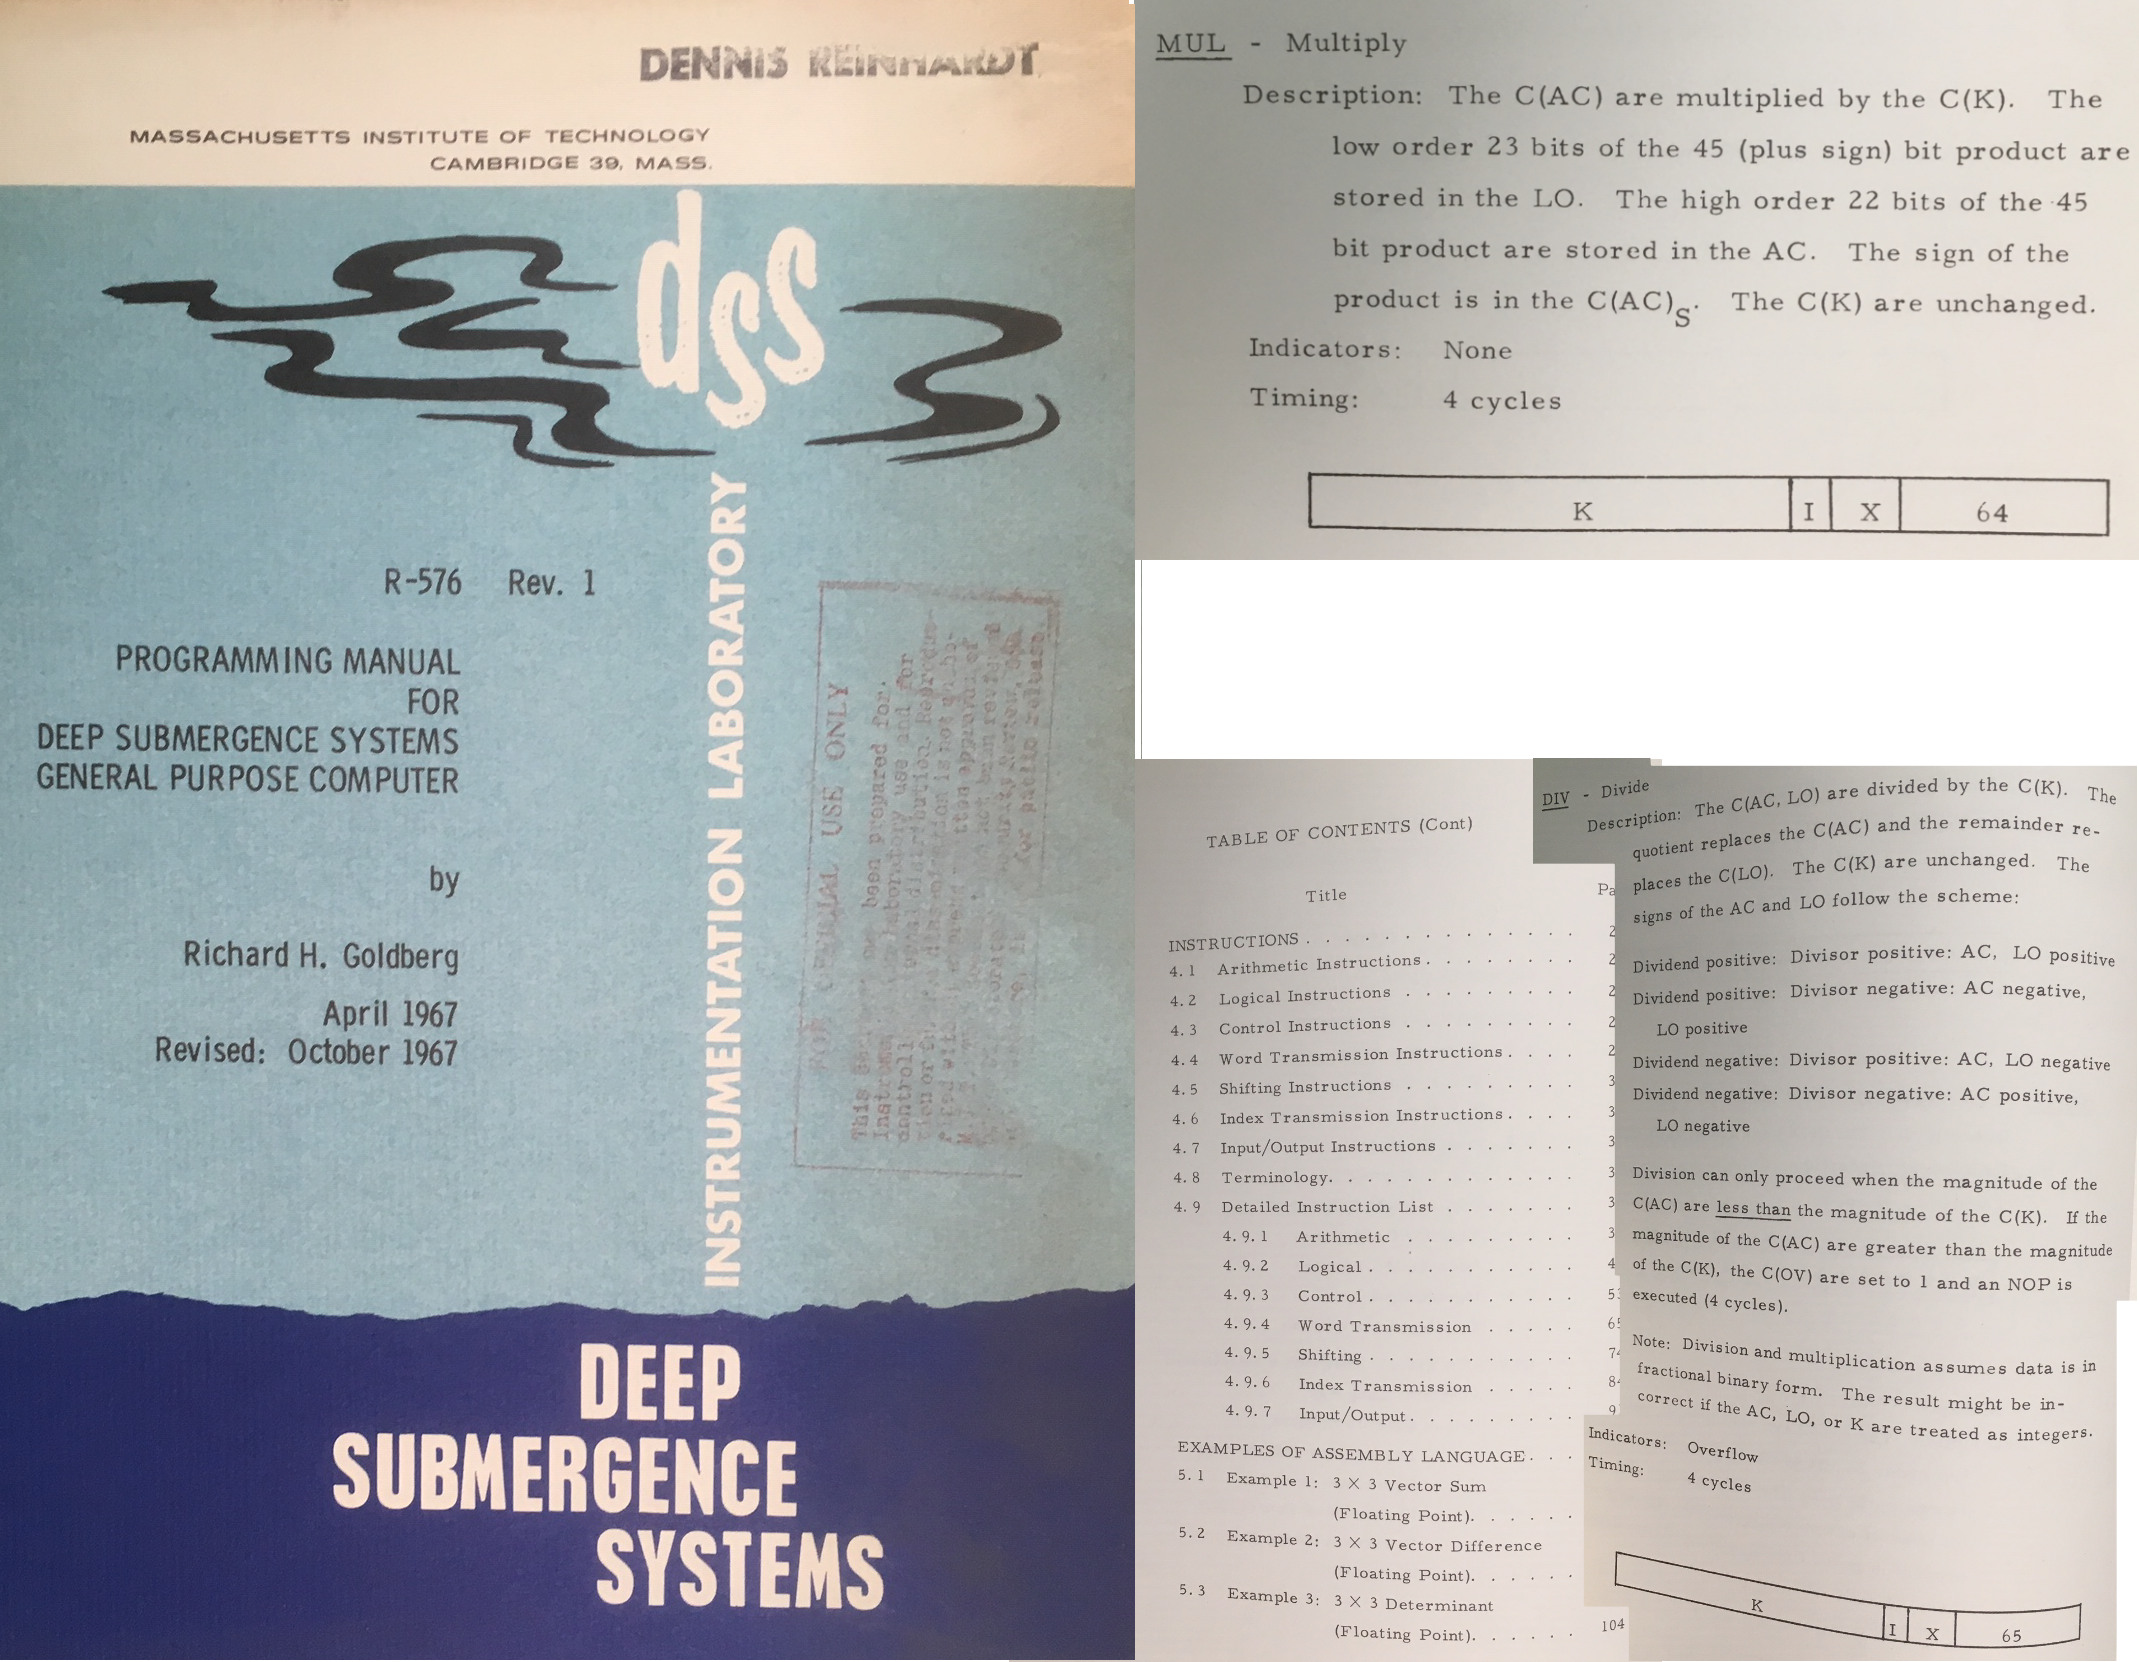 DENNIS REINHARDT
MASSACHUSETTS INSTITUTE OF TECHNOLOGY
CAMBRIDGE 39, MASS.
dss
INSTRUMENTATION LABORATORY
R-576 Rev. 1
PROGRAMMING MANUAL
FOR
DEEP SUBMERGENCE SYSTEMS
GENERAL PURPOSE COMPUTER
by
Richard H. Goldberg
April 1967
Revised: October 1967
USE ONLY
been prepared for.
DEEP
SUBMERGENCE
SYSTEMS
MUL - Multiply
Description: The C(AC) are multiplied by the C(K). The
low order 23 bits of the 45 (plus sign) bit product are
stored in the LO. The high order 22 bits of the 45
bit product are stored in the AC. The sign of the
product is in the C(AC)S. The C(K) are unchanged.
Indicators: None
Timing: 4 cycles
K I X 64
TABLE OF CONTENTS (Cont)
Title
INSTRUCTIONS . . . . . . . . . . . . . .
4.1 Arithmetic Instructions . . . . . . . .
4.2 Logical Instructions . . . . . . . . .
4.3 Control Instructions . . . . . . . . .
4.4 Word Transmission Instructions . . . .
4.5 Shifting Instructions . . . . . . . . .
4.6 Index Transmission Instructions . . . .
4.7 Input/Output Instructions . . . . . . .
4.8 Terminology. . . . . . . . . . . . .
4.9 Detailed Instruction List . . . . . . .
4.9.1 Arithmetic . . . . . . . . .
4.9.2 Logical . . . . . . . . . . .
4.9.3 Control . . . . . . . . . . .
4.9.4 Word Transmission . . . . .
4.9.5 Shifting . . . . . . . . . . .
4.9.6 Index Transmission . . . . .
4.9.7 Input/Output . . . . . . . . .
EXAMPLES OF ASSEMBLY LANGUAGE . . .
5.1 Example 1: 3 X 3 Vector Sum
(Floating Point). . . . . .
5.2 Example 2: 3 X 3 Vector Difference
(Floating Point). . . . . .
5.3 Example 3: 3 X 3 Determinant
(Floating Point). . . . . . 104
DIV - Divide
Description: The C(AC, LO) are divided by the C(K). The
quotient replaces the C(AC) and the remainder re-
places the C(LO). The C(K) are unchanged. The
signs of the AC and LO follow the scheme:
Dividend positive: Divisor positive: AC, LO positive
Dividend positive: Divisor negative: AC negative,
LO positive
Dividend negative: Divisor positive: AC, LO negative
Dividend negative: Divisor negative: AC positive,
LO negative
Division can only proceed when the magnitude of the
C(AC) are less than the magnitude of the C(K). If the
magnitude of the C(AC) are greater than the magnitude
of the C(K), the C(OV) are set to 1 and an NOP is
executed (4 cycles).
Note: Division and multiplication assumes data is in
fractional binary form. The result might be in-
correct if the AC, LO, or K are treated as integers.
Indicators: Overflow
Timing: 4 cycles
K I X 65